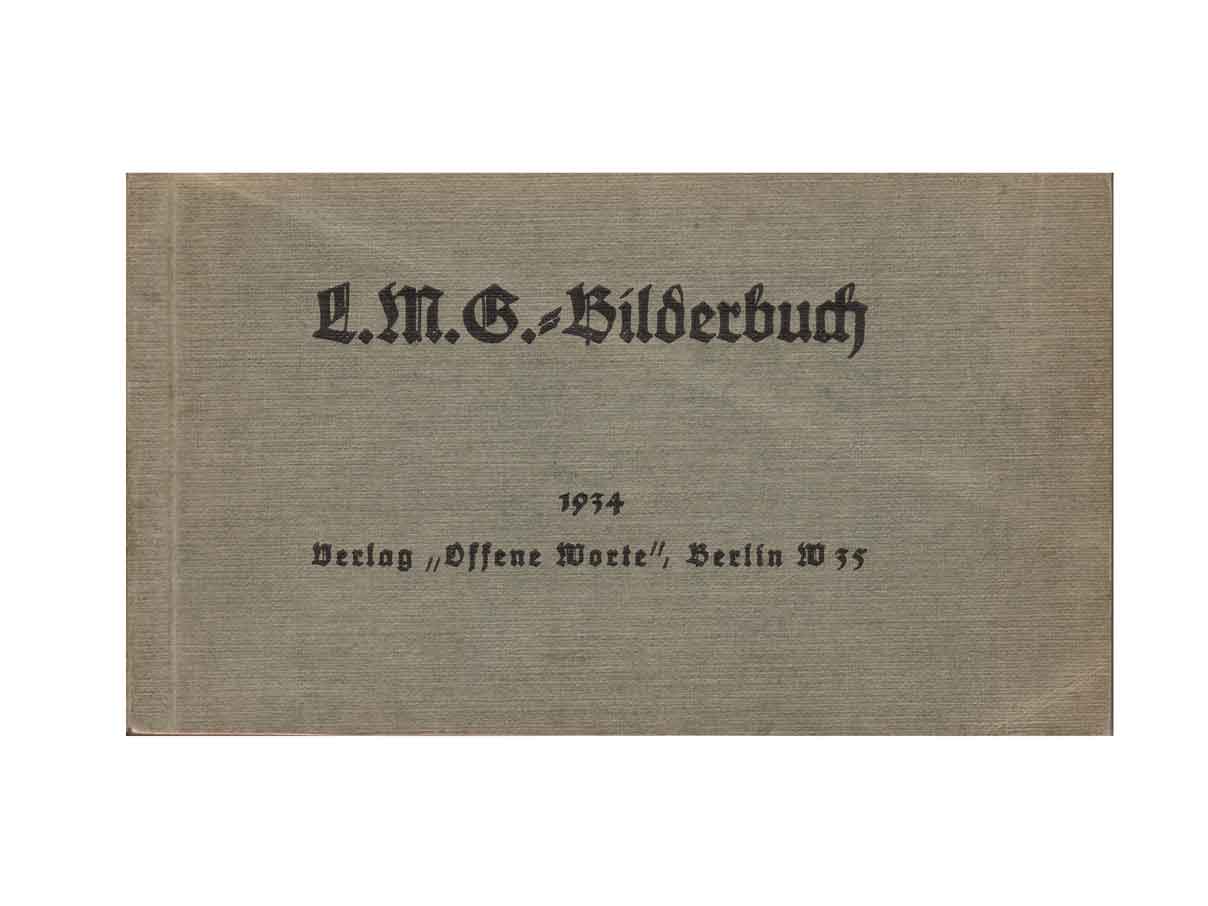 L.M.G.-Bilderbuch
1934
Verlag „Offene Worte“, Berlin W 35